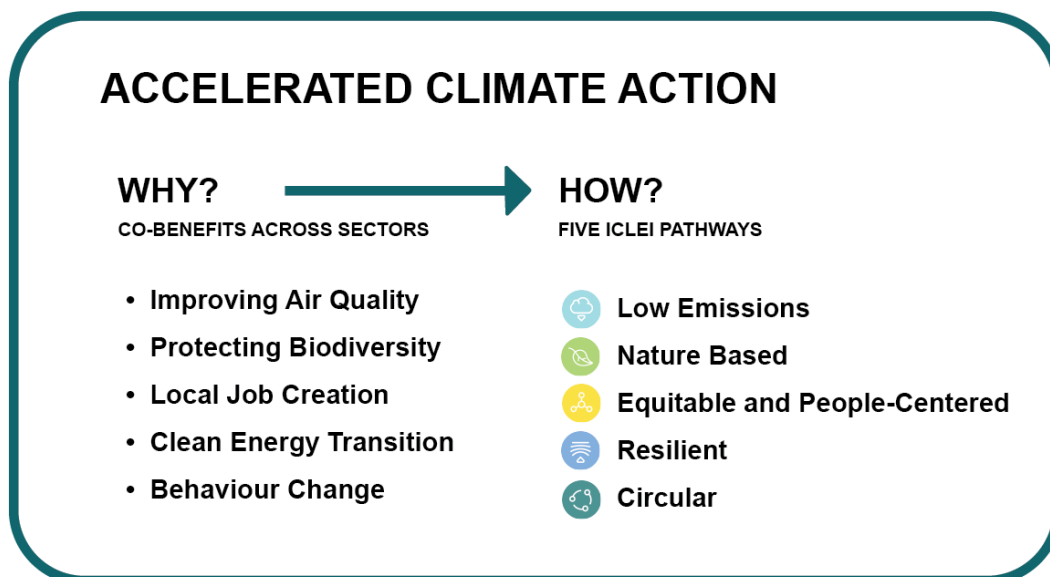 ACCELERATED CLIMATE ACTION
WHY?
CO-BENEFITS ACROSS SECTORS
• Improving Air Quality
• Protecting Biodiversity
• Local Job Creation
• Clean Energy Transition
• Behaviour Change
HOW?
FIVE ICLEI PATHWAYS
Low Emissions
Nature Based
Equitable and People-Centered
Resilient
Circular